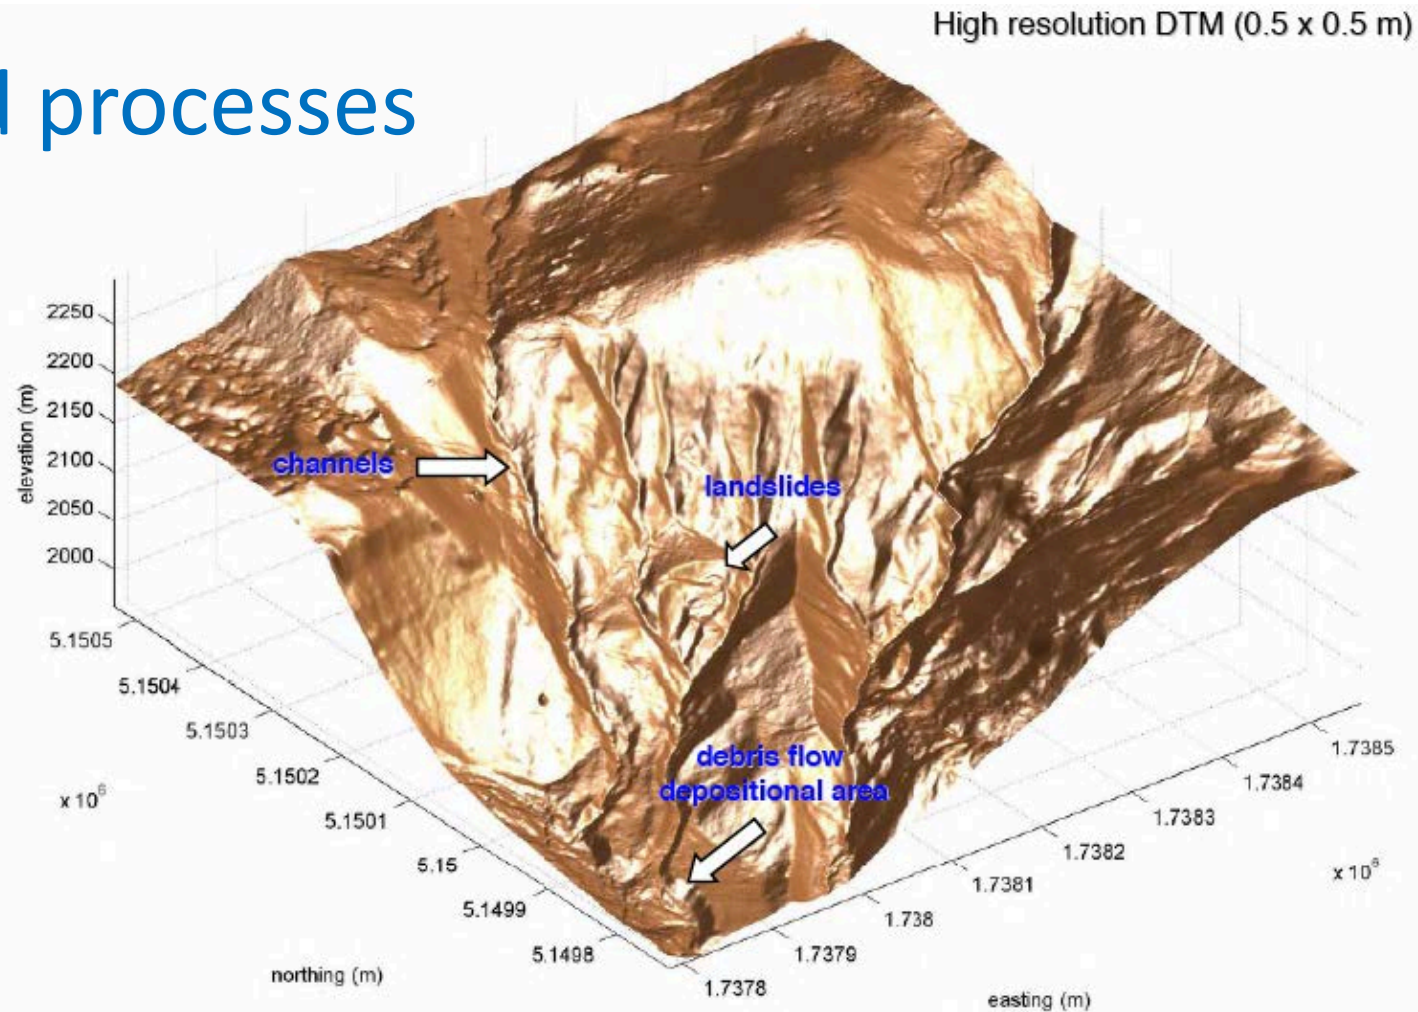 High resolution DTM (0.5 x 0.5 m)
processes
2250
2200
2150
2100
2050
2000
elevation (m)
channels
landslides
debris flow
depositional area
5.1505
5.1504
5.1503
5.1502
5.1501
5.15
5.1499
5.1498
x 10⁶
northing (m)
1.7385
1.7384
1.7383
1.7382
1.7381
1.738
1.7379
1.7378
x 10⁶
easting (m)